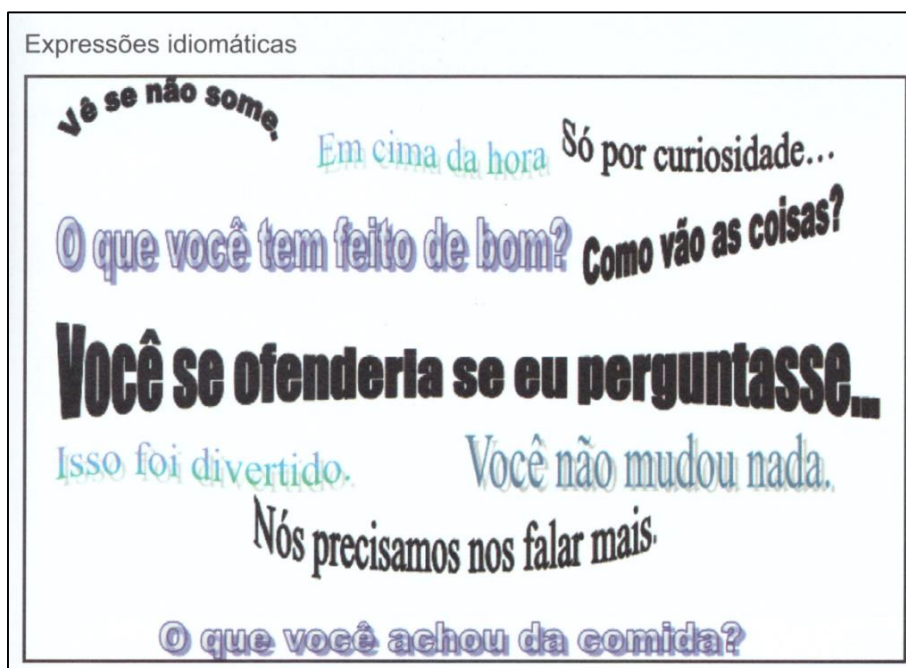 Expressões idiomáticas
Vê se não some.
Em cima da hora
Só por curiosidade...
O que você tem feito de bom?
Como vão as coisas?
Você se ofenderia se eu perguntasse...
Isso foi divertido.
Você não mudou nada.
Nós precisamos nos falar mais.
O que você achou da comida?